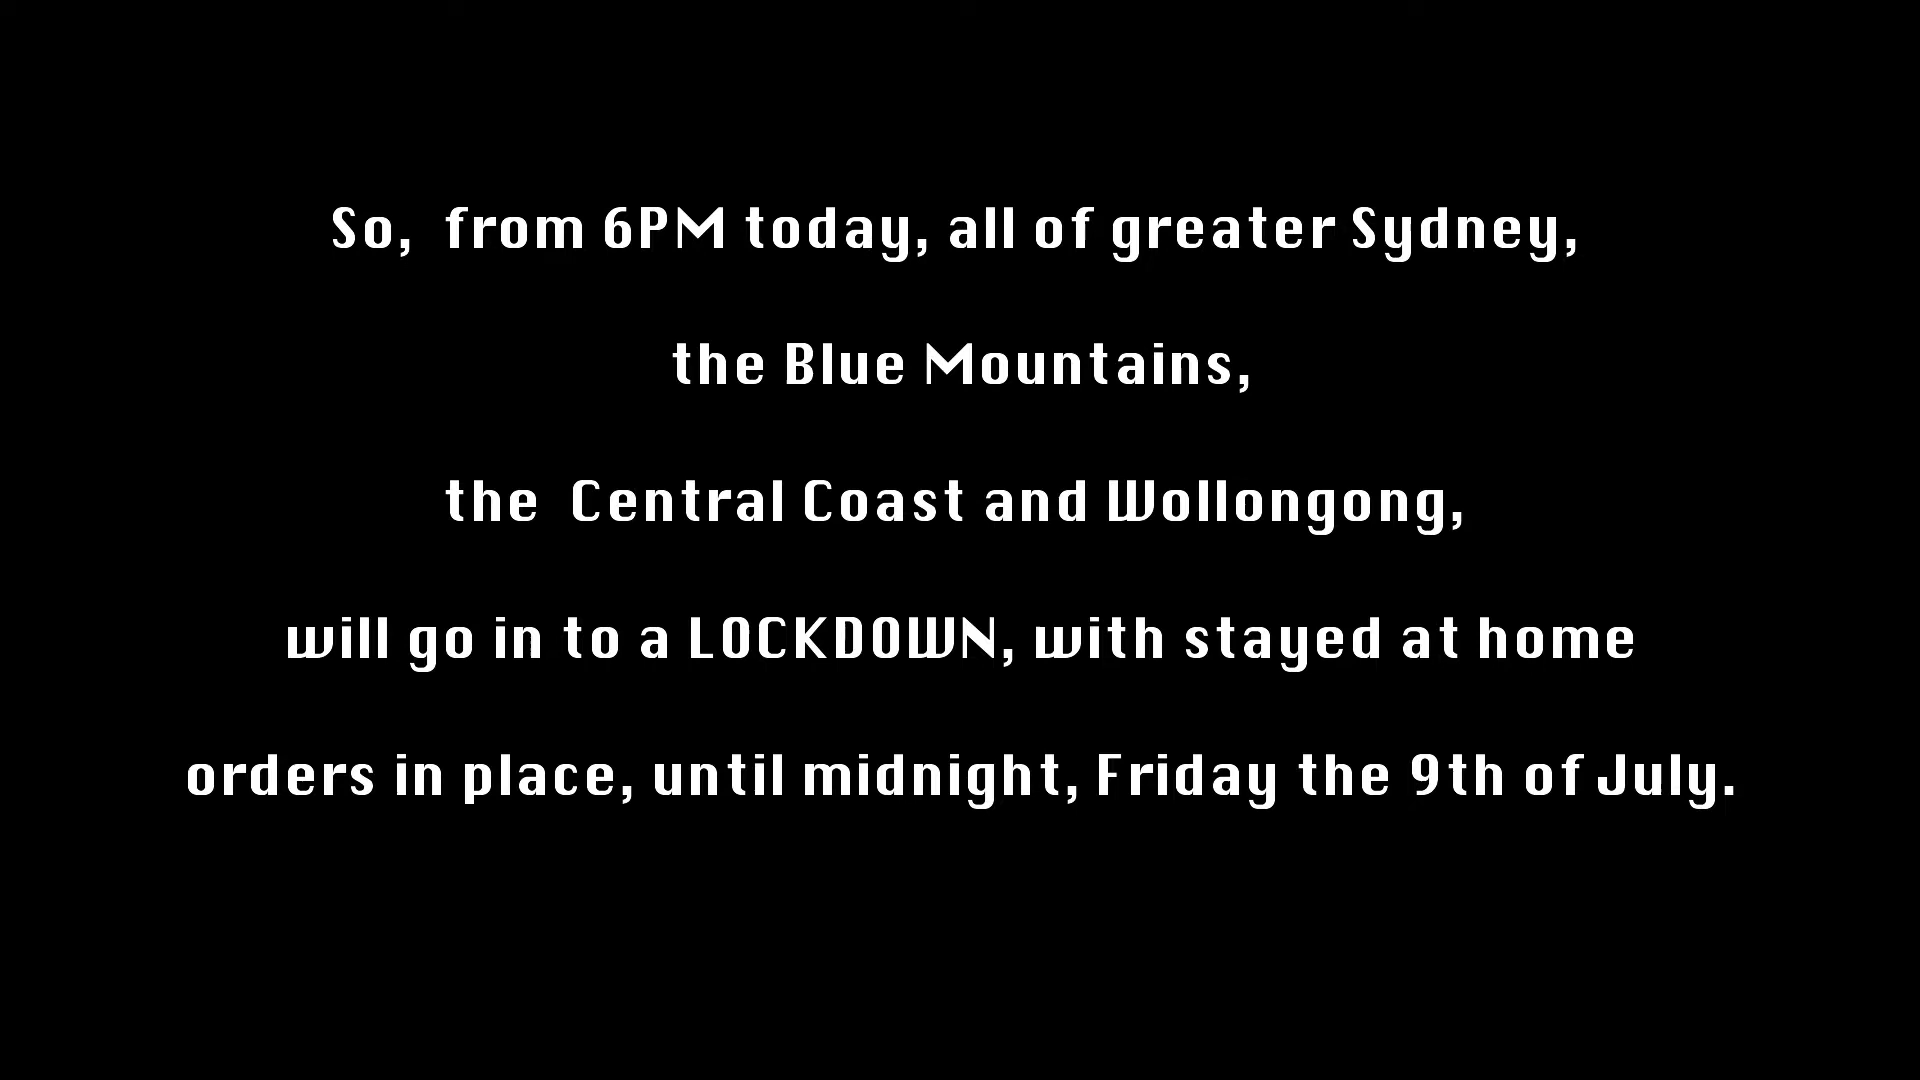 So, from 6PM today, all of greater Sydney,
the Blue Mountains,
the Central Coast and Wollongong,
will go in to a LOCKDOWN, with stayed at home
orders in place, until midnight, Friday the 9th of July.